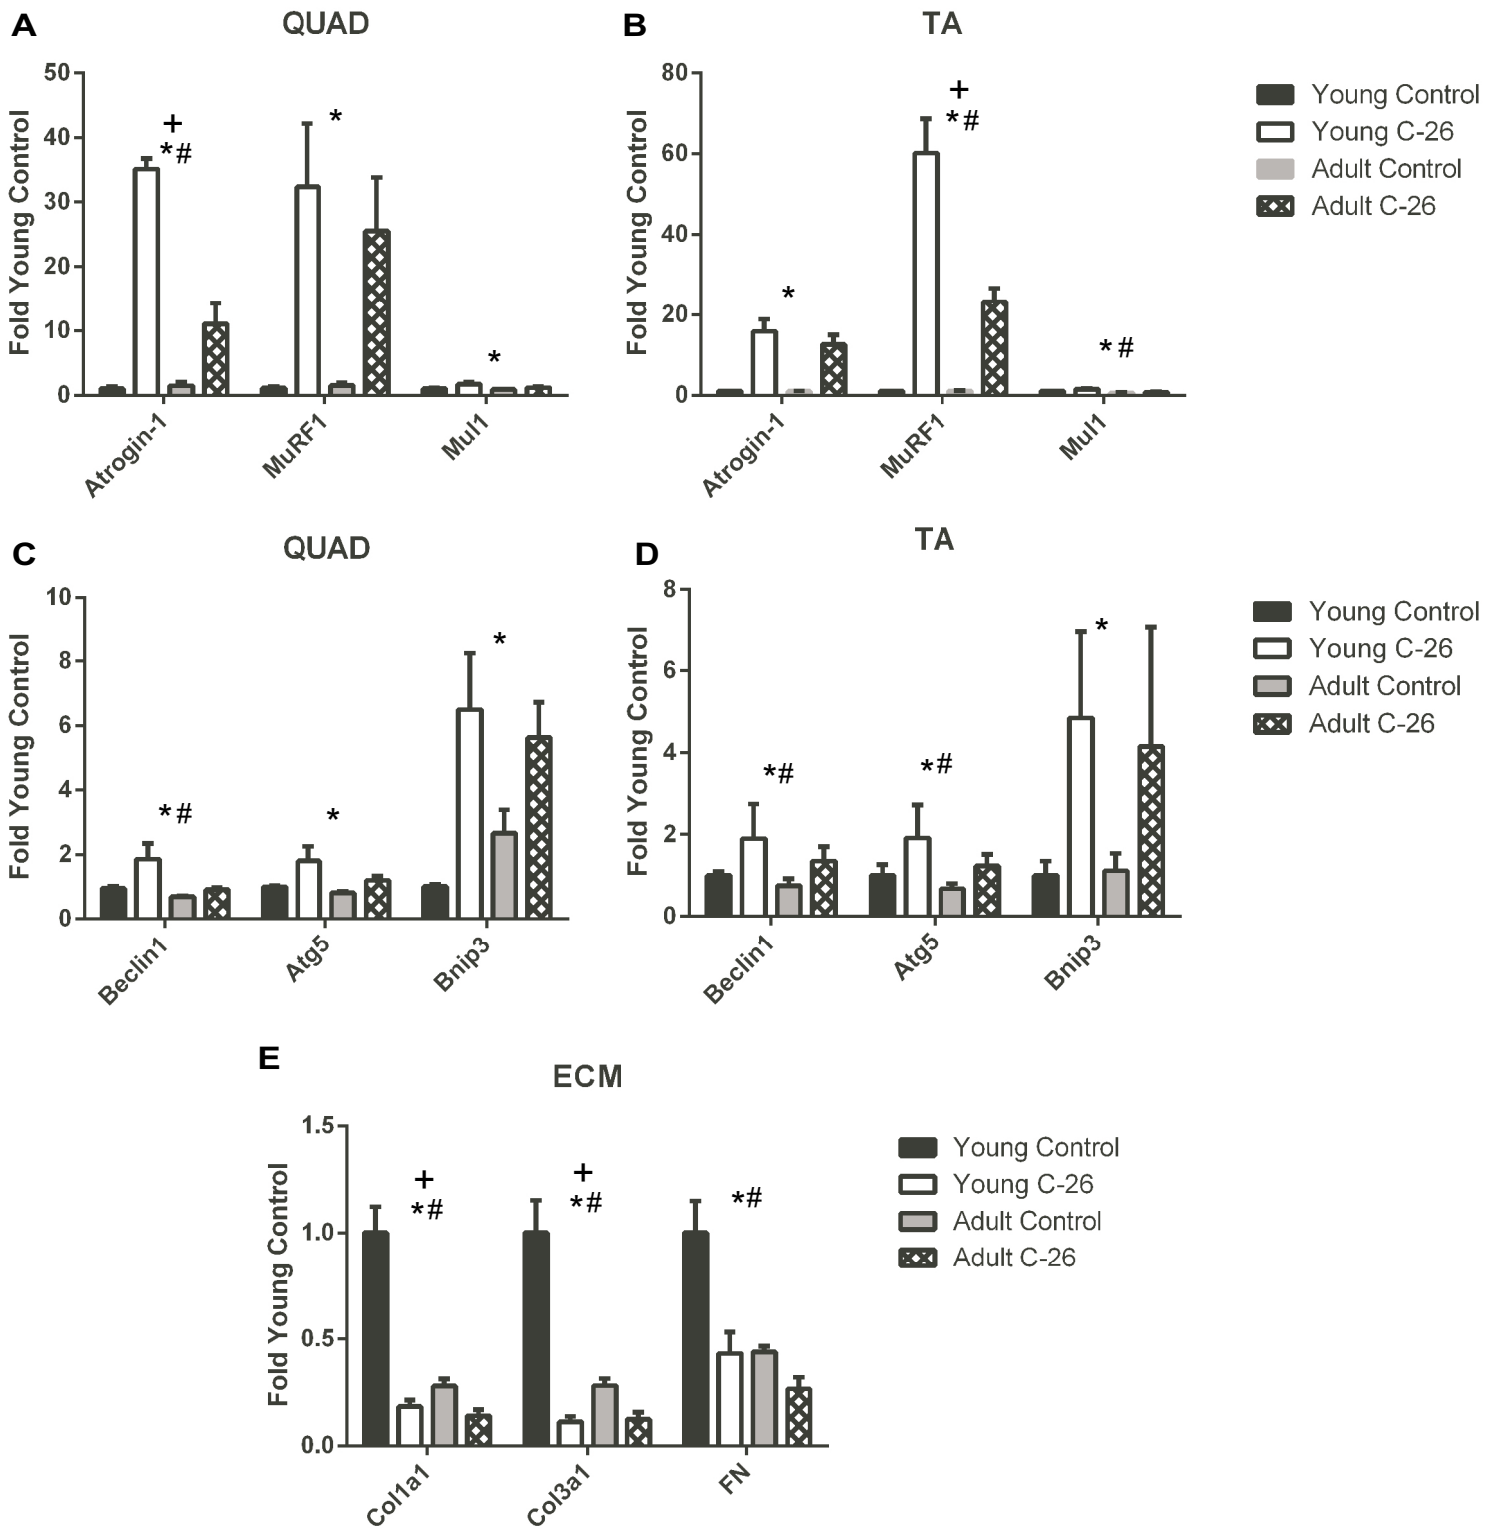 A
QUAD
50
40
30
20
10
0
Fold Young Control
+
*#
*
*
Atrogin-1
MuRF1
Mul1
B
TA
80
60
40
20
0
Fold Young Control
*
+
*#
*#
Atrogin-1
MuRF1
Mul1
Young Control
Young C-26
Adult Control
Adult C-26
C
QUAD
10
8
6
4
2
0
Fold Young Control
*#
*
*
Beclin1
Atg5
Bnip3
D
TA
8
6
4
2
0
Fold Young Control
*#
*#
*
Beclin1
Atg5
Bnip3
Young Control
Young C-26
Adult Control
Adult C-26
E
ECM
1.5
1.0
0.5
0.0
Fold Young Control
+
*#
+
*#
*#
Col1a1
Col3a1
FN
Young Control
Young C-26
Adult Control
Adult C-26